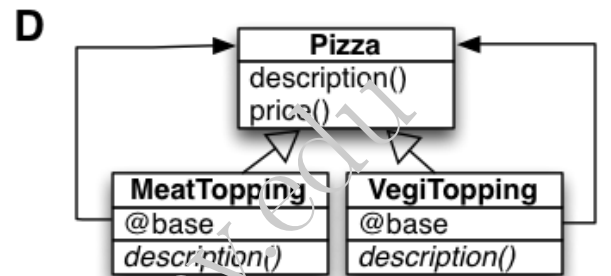 D
Pizza
description()
price()
MeatTopping
@base
description()
VegiTopping
@base
description()